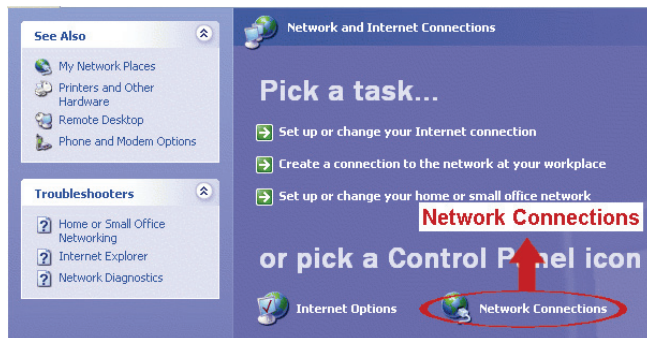 See Also
My Network Places
Printers and Other
Hardware
Remote Desktop
Phone and Modem Options
Troubleshooters
Home or Small Office
Networking
Internet Explorer
Network Diagnostics
Network and Internet Connections
Pick a task...
Set up or change your Internet connection
Create a connection to the network at your workplace
Set up or change your home or small office network
Network Connections
or pick a Control Panel icon
Internet Options
Network Connections